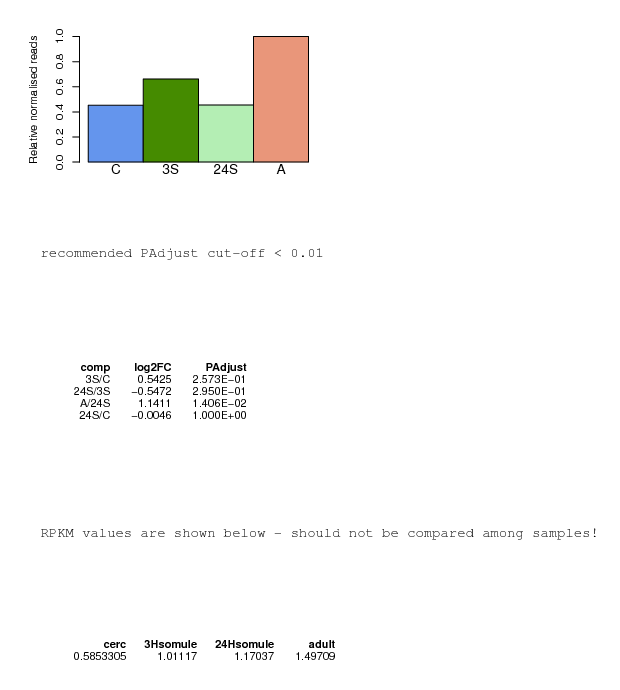 Relative normalised reads
1.0
0.8
0.6
0.4
0.2
0.0
C 3S 24S A
recommended PAdjust cut-off < 0.01
comp log2FC PAdjust
3S/C 0.5425 2.573E−01
24S/3S −0.5472 2.950E−01
A/24S 1.1411 1.406E−02
24S/C −0.0046 1.000E+00
RPKM values are shown below - should not be compared among samples!
cerc 3Hsomule 24Hsomule adult
0.5853305 1.01117 1.17037 1.49709